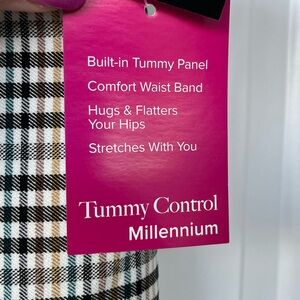 Built-in Tummy Panel
Comfort Waist Band
Hugs & Flatters
Your Hips
Stretches With You
Tummy Control
Millennium